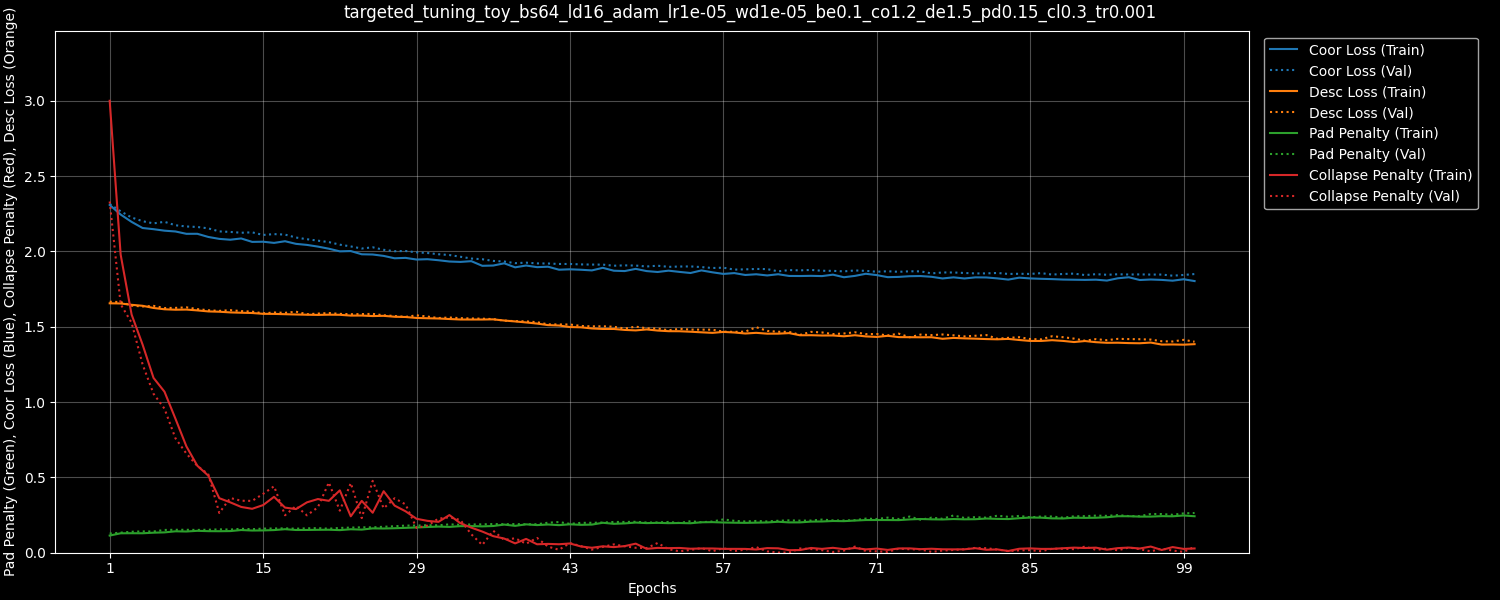 targeted_tuning_toy_bs64_ld16_adam_lr1e-05_wd1e-05_be0.1_co1.2_de1.5_pd0.15_cl0.3_tr0.001
Pad Penalty (Green), Coor Loss (Blue), Collapse Penalty (Red), Desc Loss (Orange)
3.0
2.5
2.0
1.5
1.0
0.5
0.0
1 15 29 43 57 71 85 99
Epochs
Coor Loss (Train)
Coor Loss (Val)
Desc Loss (Train)
Desc Loss (Val)
Pad Penalty (Train)
Pad Penalty (Val)
Collapse Penalty (Train)
Collapse Penalty (Val)